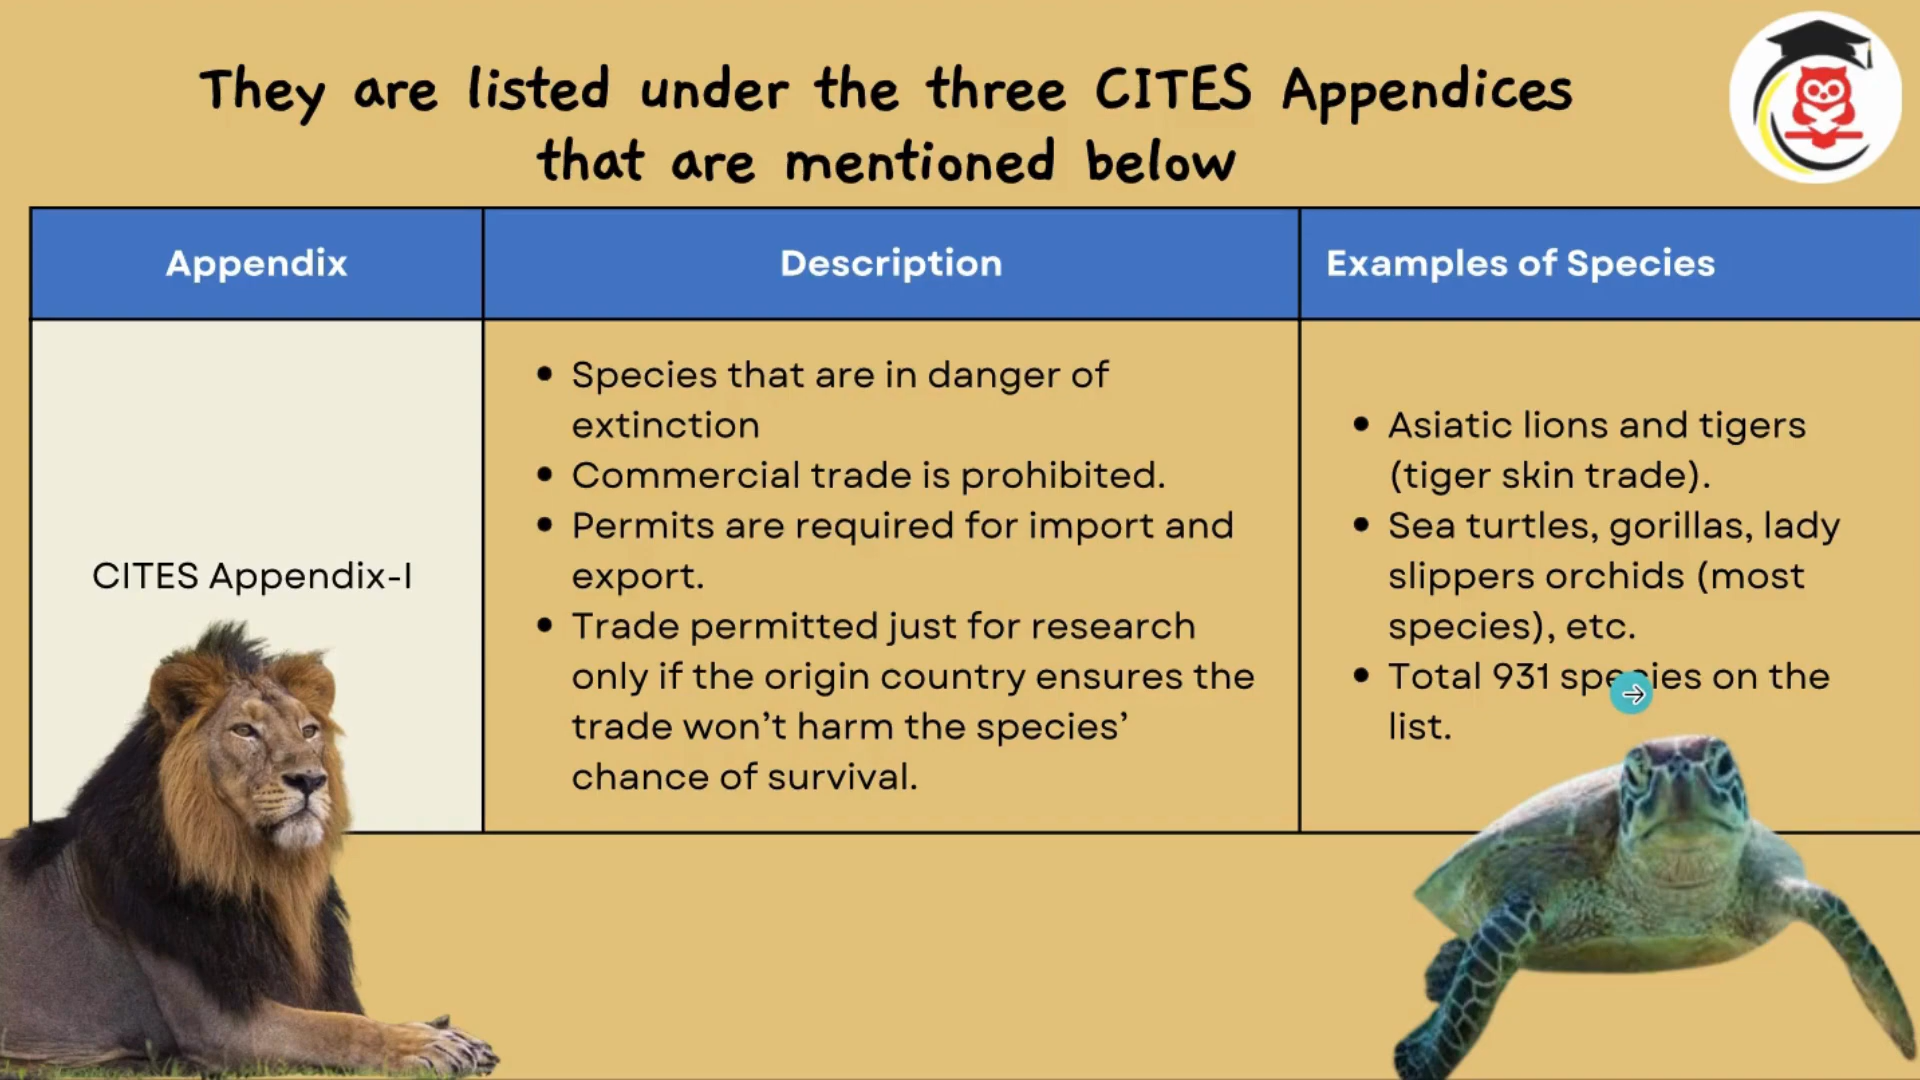 They are listed under the three CITES Appendices
that are mentioned below
Appendix
Description
Examples of Species
CITES Appendix-I
• Species that are in danger of
extinction
• Commercial trade is prohibited.
• Permits are required for import and
export.
• Trade permitted just for research
only if the origin country ensures the
trade won't harm the species'
chance of survival.
• Asiatic lions and tigers
(tiger skin trade).
• Sea turtles, gorillas, lady
slippers orchids (most
species), etc.
• Total 931 species on the
list.